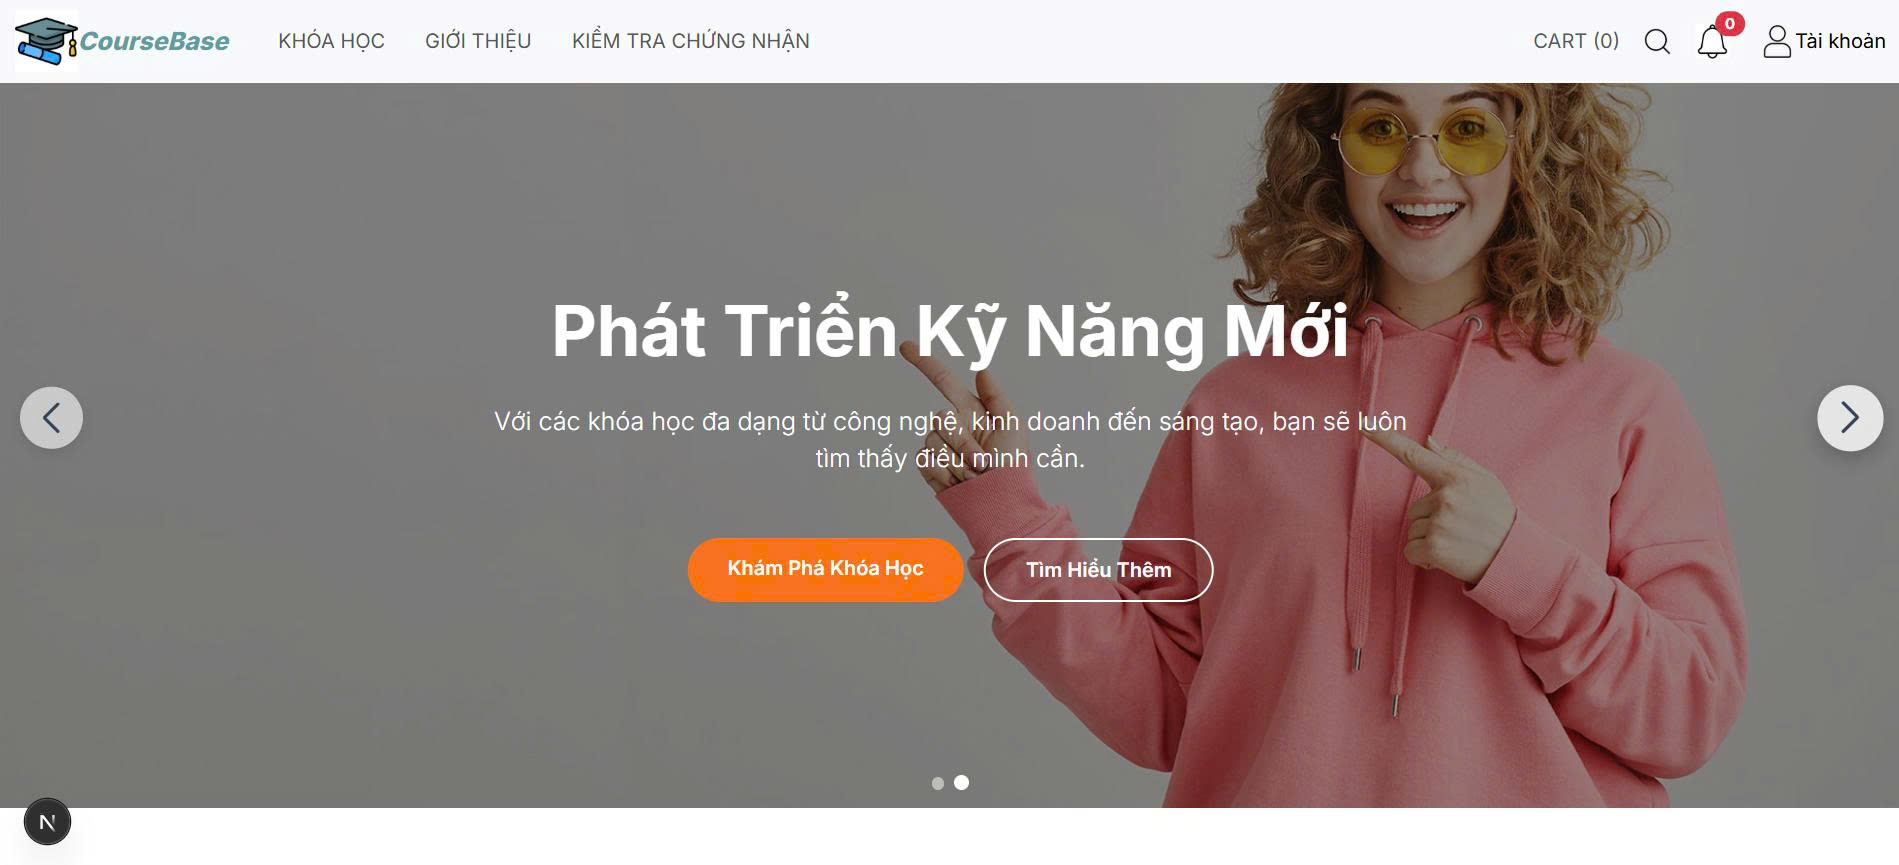 CourseBase KHÓA HỌC GIỚI THIỆU KIỂM TRA CHỨNG NHẬN CART (0) 0 Tài khoản
Phát Triển Kỹ Năng Mới
Với các khóa học đa dạng từ công nghệ, kinh doanh đến sáng tạo, bạn sẽ luôn
tìm thấy điều mình cần.
Khám Phá Khóa Học Tìm Hiểu Thêm
N